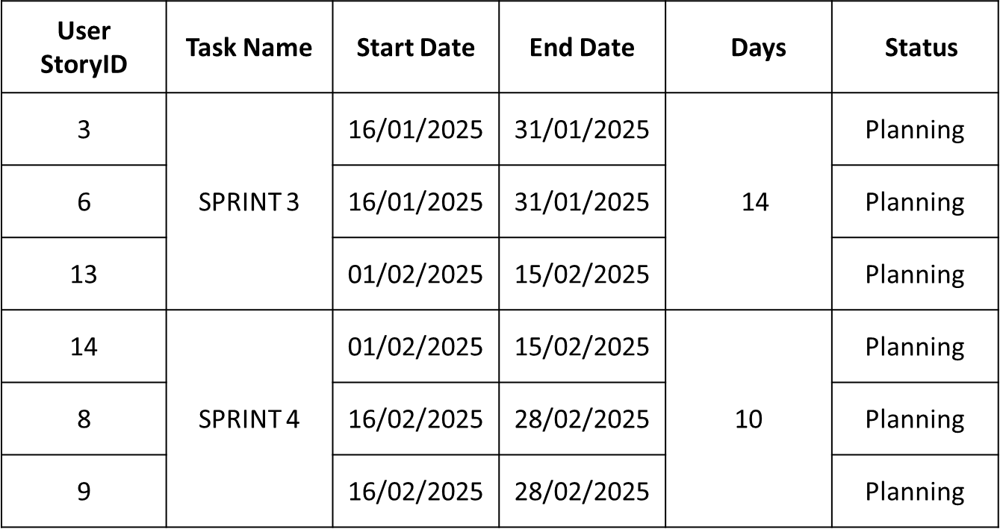 User StoryID Task Name Start Date End Date Days Status
3 SPRINT 3 16/01/2025 31/01/2025 14 Planning
6 16/01/2025 31/01/2025 Planning
13 01/02/2025 15/02/2025 Planning
14 SPRINT 4 01/02/2025 15/02/2025 10 Planning
8 16/02/2025 28/02/2025 Planning
9 16/02/2025 28/02/2025 Planning